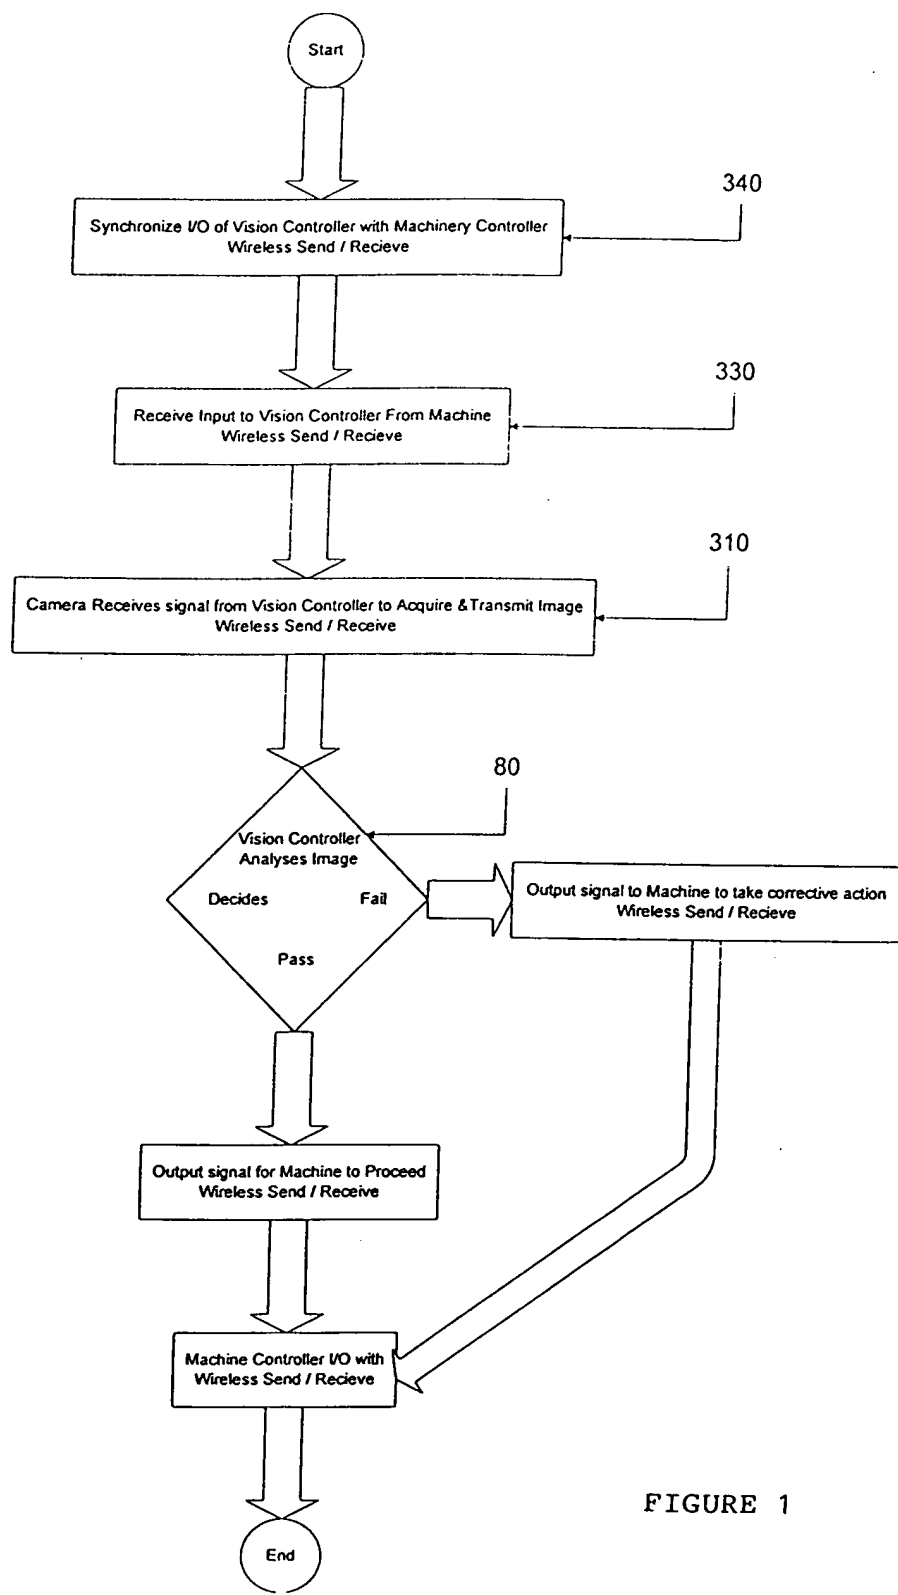 Start
340
Synchronize I/O of Vision Controller with Machinery Controller
Wireless Send / Recieve
330
Receive Input to Vision Controller From Machine
Wireless Send / Recieve
310
Camera Receives signal from Vision Controller to Acquire & Transmit Image
Wireless Send / Receive
80
Vision Controller
Analyses Image
Decides
Fail
Pass
Output signal to Machine to take corrective action
Wireless Send / Recieve
Output signal for Machine to Proceed
Wireless Send / Receive
Machine Controller I/O with
Wireless Send / Recieve
End
FIGURE 1